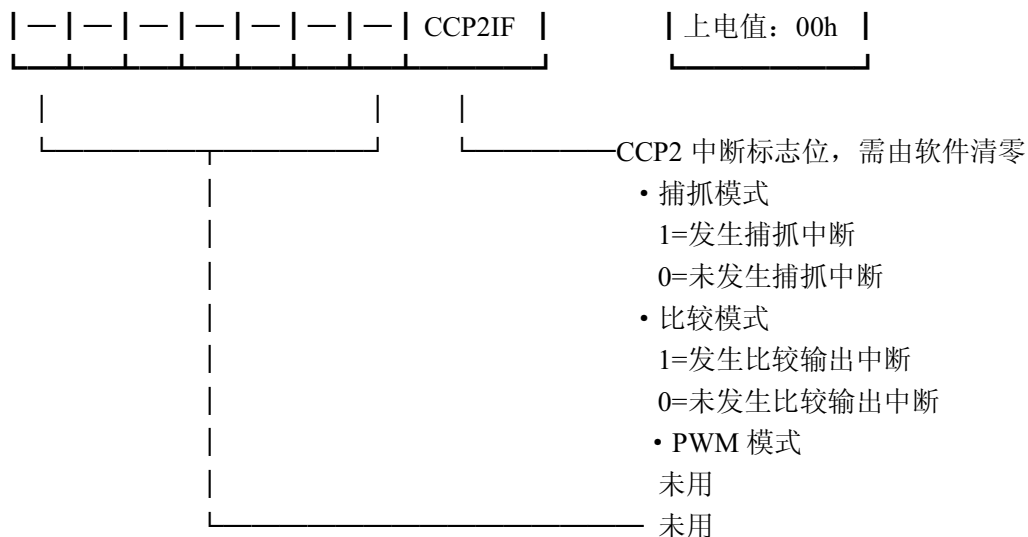 — — — — — — — CCP2IF 上电值：00h
CCP2 中断标志位，需由软件清零
·捕抓模式
1=发生捕抓中断
0=未发生捕抓中断
·比较模式
1=发生比较输出中断
0=未发生比较输出中断
·PWM 模式
未用
未用